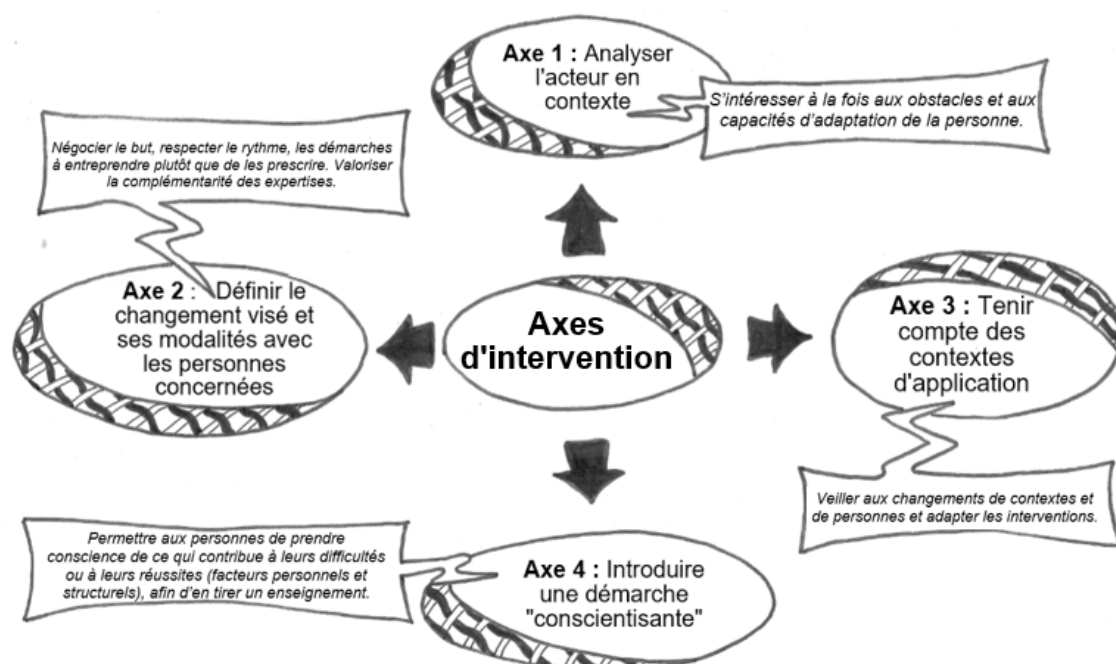 Axe 1 : Analyser
l'acteur en
contexte
S'intéresser à la fois aux obstacles et aux
capacités d'adaptation de la personne.
Négocier le but, respecter le rythme, les démarches
à entreprendre plutôt que de les prescrire. Valoriser
la complémentarité des expertises.
Axe 2 : Définir le
changement visé et
ses modalités avec
les personnes
concernées
Axes
d'intervention
Axe 3 : Tenir
compte des
contextes
d'application
Veiller aux changements de contextes et
de personnes et adapter les interventions.
Permettre aux personnes de prendre
conscience de ce qui contribue à leurs difficultés
ou à leurs réussites (facteurs personnels et
structurels), afin d'en tirer un enseignement.
Axe 4 : Introduire
une démarche
"conscientisante"